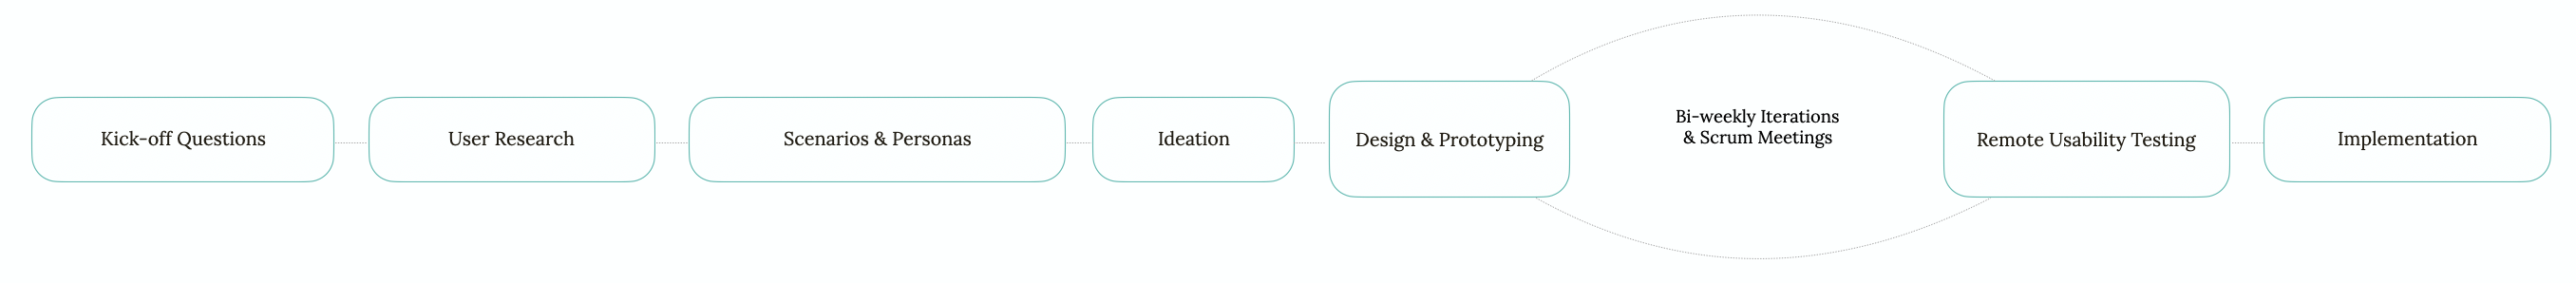 Kick-off Questions
User Research
Scenarios & Personas
Ideation
Design & Prototyping
Bi-weekly Iterations
& Scrum Meetings
Remote Usability Testing
Implementation